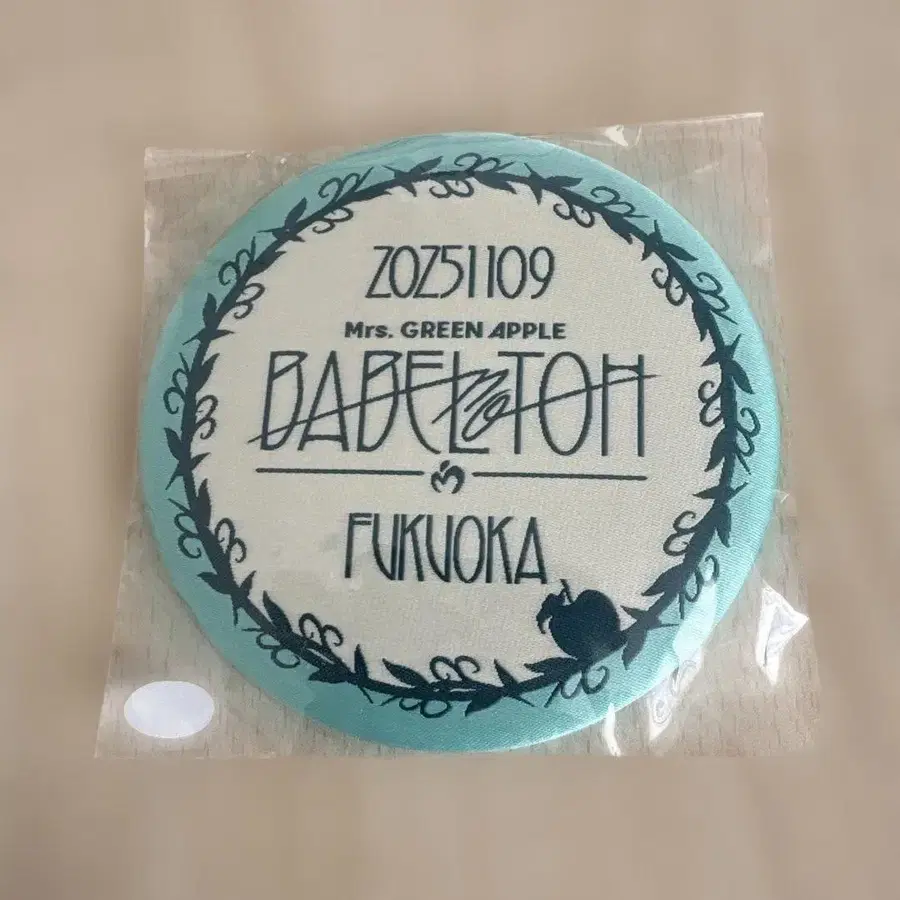 20251109
Mrs. GREEN APPLE
BABEL no TOH
FUKUOKA